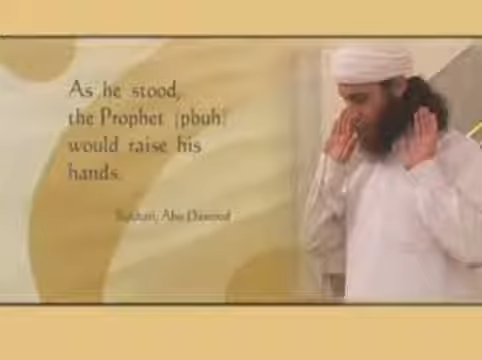 As he stood,
the Prophet (pbuh)
would raise his
hands.
Bukhari, Abu Dawood